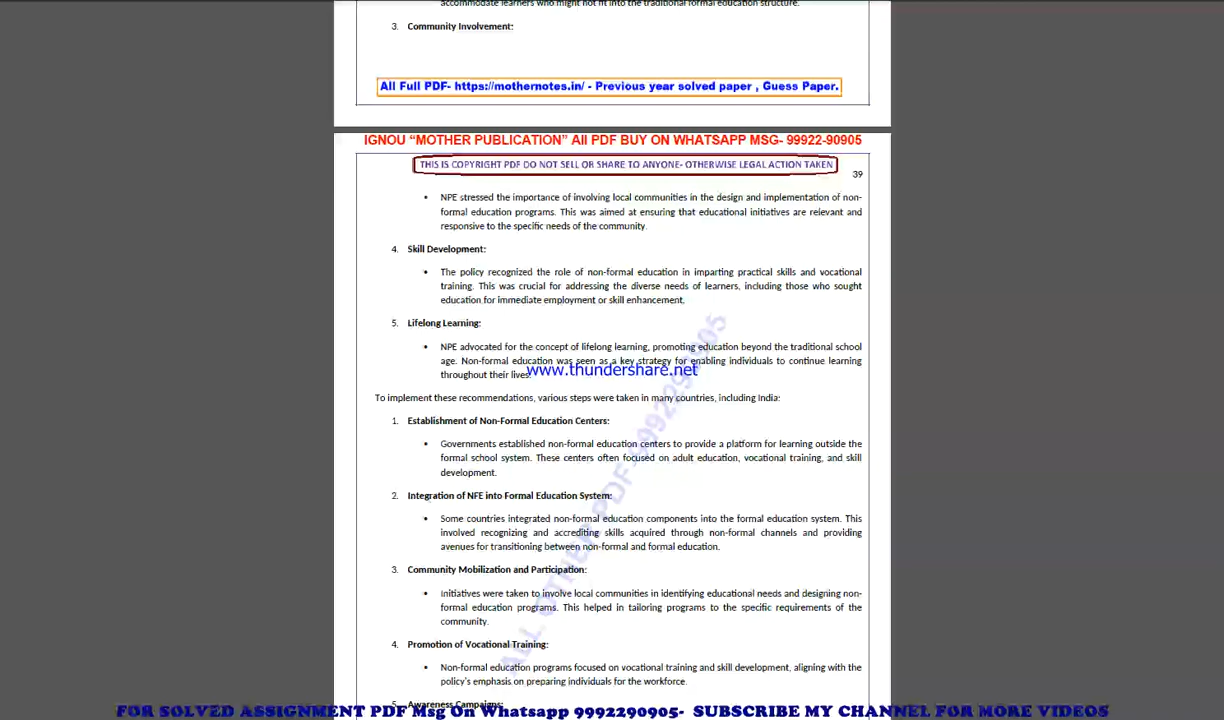 accommodate learners who might not fit into the traditional formal education structure.
3. Community Involvement:
All Full PDF- https://mothernotes.in/ - Previous year solved paper , Guess Paper.
IGNOU “MOTHER PUBLICATION” All PDF BUY ON WHATSAPP MSG- 99922-90905
THIS IS COPYRIGHT PDF DO NOT SELL OR SHARE TO ANYONE- OTHERWISE LEGAL ACTION TAKEN
39
• NPE stressed the importance of involving local communities in the design and implementation of non-
formal education programs. This was aimed at ensuring that educational initiatives are relevant and
responsive to the specific needs of the community.
4. Skill Development:
• The policy recognized the role of non-formal education in imparting practical skills and vocational
training. This was crucial for addressing the diverse needs of learners, including those who sought
education for immediate employment or skill enhancement.
5. Lifelong Learning:
• NPE advocated for the concept of lifelong learning, promoting education beyond the traditional school
age. Non-formal education was seen as a key strategy for enabling individuals to continue learning
throughout their lives.
www.thundershare.net
To implement these recommendations, various steps were taken in many countries, including India:
1. Establishment of Non-Formal Education Centers:
• Governments established non-formal education centers to provide a platform for learning outside the
formal school system. These centers often focused on adult education, vocational training, and skill
development.
2. Integration of NFE into Formal Education System:
• Some countries integrated non-formal education components into the formal education system. This
involved recognizing and accrediting skills acquired through non-formal channels and providing
avenues for transitioning between non-formal and formal education.
3. Community Mobilization and Participation:
• Initiatives were taken to involve local communities in identifying educational needs and designing non-
formal education programs. This helped in tailoring programs to the specific requirements of the
community.
4. Promotion of Vocational Training:
• Non-formal education programs focused on vocational training and skill development, aligning with the
policy's emphasis on preparing individuals for the workforce.
5. Awareness Campaigns:
ALL OTHER PDF-9992290905
FOR SOLVED ASSIGNMENT PDF Msg On Whatsapp 9992290905- SUBSCRIBE MY CHANNEL FOR MORE VIDEOS